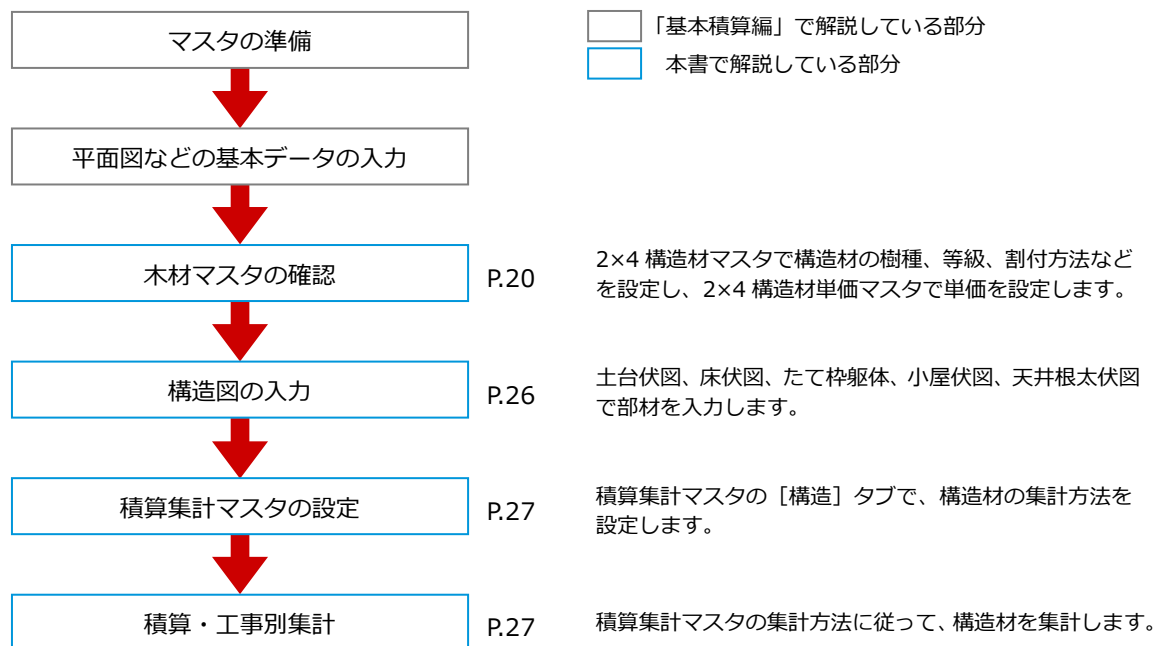 マスタの準備
「基本積算編」で解説している部分
本書で解説している部分
平面図などの基本データの入力
木材マスタの確認
P.20
2×4 構造材マスタで構造材の樹種、等級、割付方法など
を設定し、2×4 構造材単価マスタで単価を設定します。
構造図の入力
P.26
土台伏図、床伏図、たて枠躯体、小屋伏図、天井根太伏図
で部材を入力します。
積算集計マスタの設定
P.27
積算集計マスタの［構造］タブで、構造材の集計方法を
設定します。
積算・工事別集計
P.27
積算集計マスタの集計方法に従って、構造材を集計します。